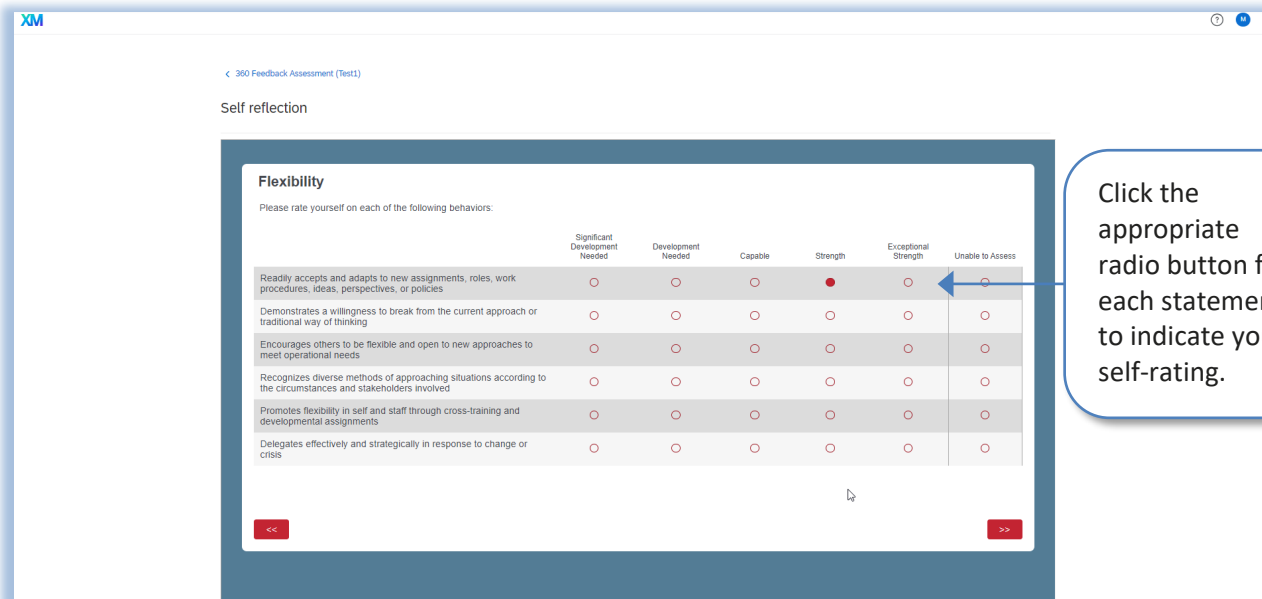 XM
?
M
< 360 Feedback Assessment (Test1)
Self reflection
Flexibility
Please rate yourself on each of the following behaviors:
Significant Development Needed
Development Needed
Capable
Strength
Exceptional Strength
Unable to Assess
Readily accepts and adapts to new assignments, roles, work
procedures, ideas, perspectives, or policies
Demonstrates a willingness to break from the current approach or
traditional way of thinking
Encourages others to be flexible and open to new approaches to
meet operational needs
Recognizes diverse methods of approaching situations according to
the circumstances and stakeholders involved
Promotes flexibility in self and staff through cross-training and
developmental assignments
Delegates effectively and strategically in response to change or
crisis
<<
>>
Click the
appropriate
radio button
each
to indicate
self-rating.